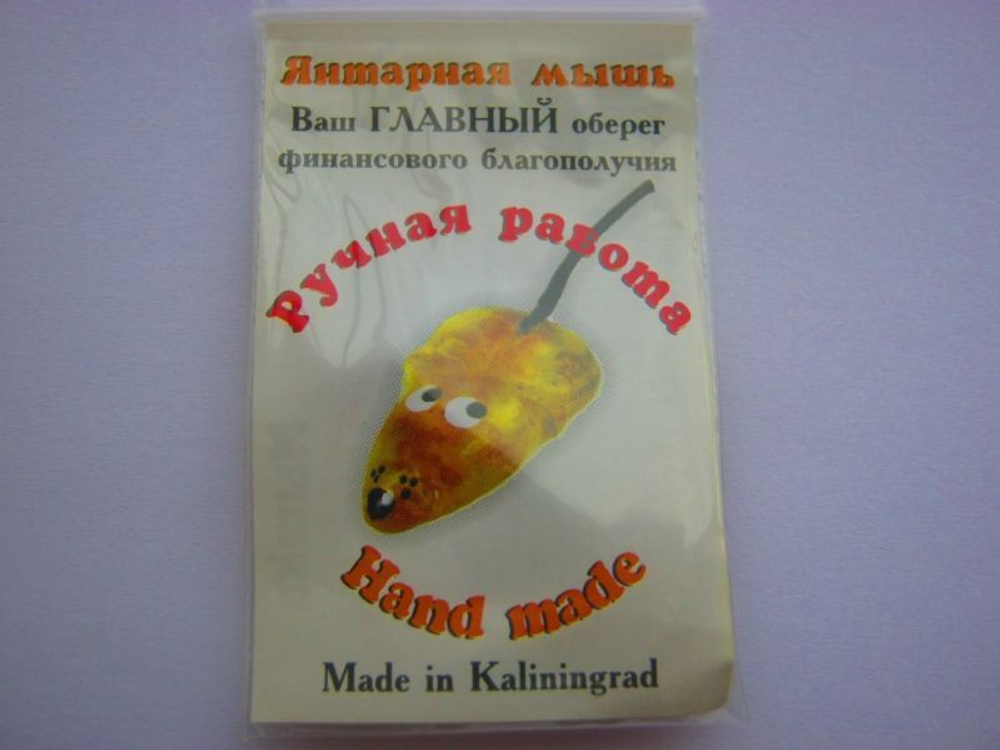 Янтарная мышь
Ваш ГЛАВНЫЙ оберег
финансового благополучия
Ручная работа
Hand made
Made in Kaliningrad